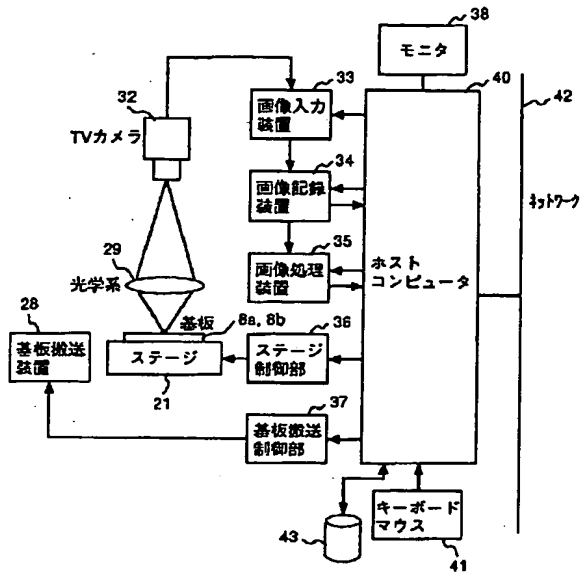 38
モニタ
40
42
33
32
画像入力
装置
TVカメラ
34
画像記録
装置
ネットワーク
35
画像処理
装置
ホスト
コンピュータ
29
光学系
28
基板
8a, 8b
36
基板搬送
装置
ステージ
ステージ
制御部
21
37
基板搬送
制御部
キーボード
マウス
43
41